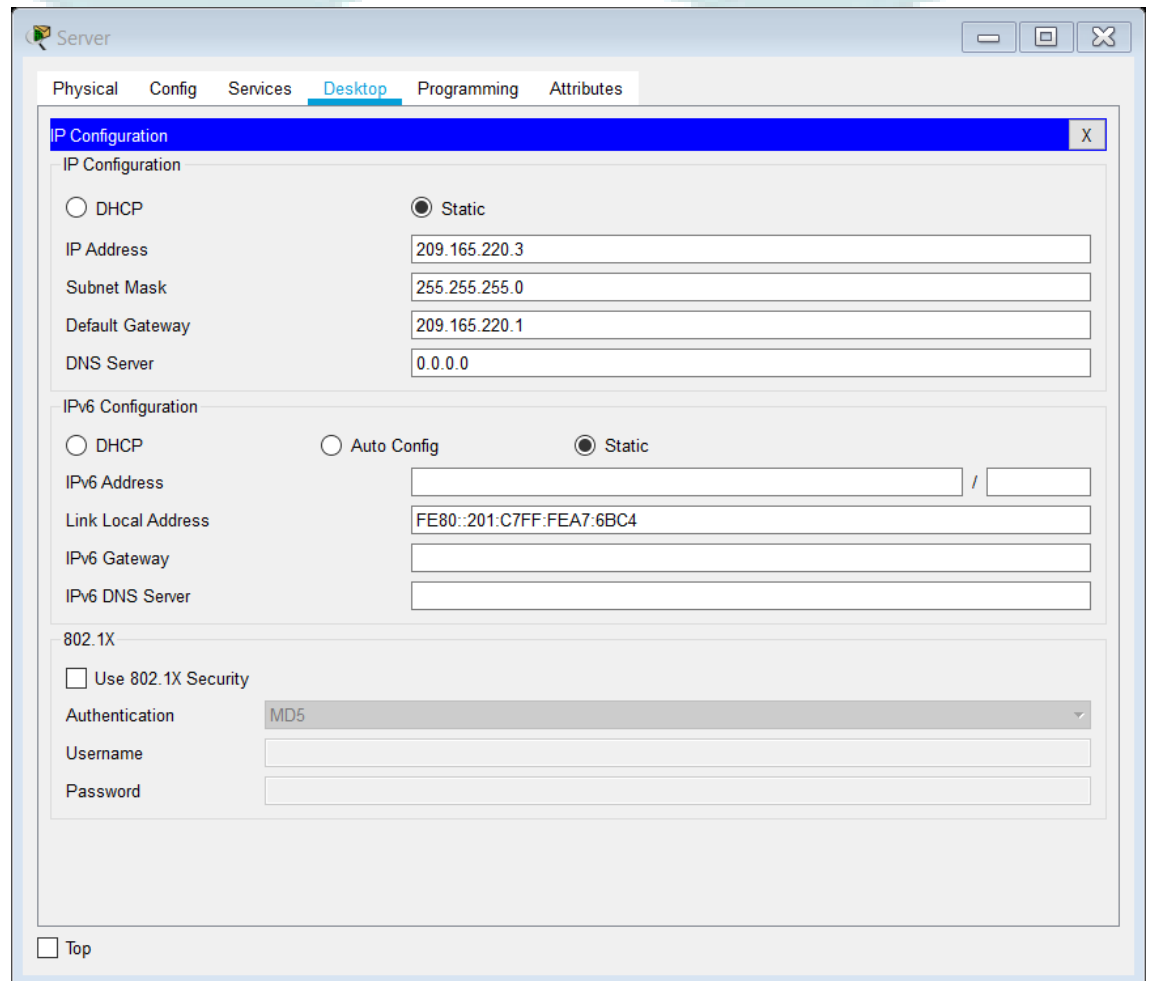 Server
Physical Config Services Desktop Programming Attributes
IP Configuration X
IP Configuration
DHCP Static
IP Address 209.165.220.3
Subnet Mask 255.255.255.0
Default Gateway 209.165.220.1
DNS Server 0.0.0.0
IPv6 Configuration
DHCP Auto Config Static
IPv6 Address /
Link Local Address FE80::201:C7FF:FEA7:6BC4
IPv6 Gateway
IPv6 DNS Server
802.1X
Use 802.1X Security
Authentication MD5
Username
Password
Top